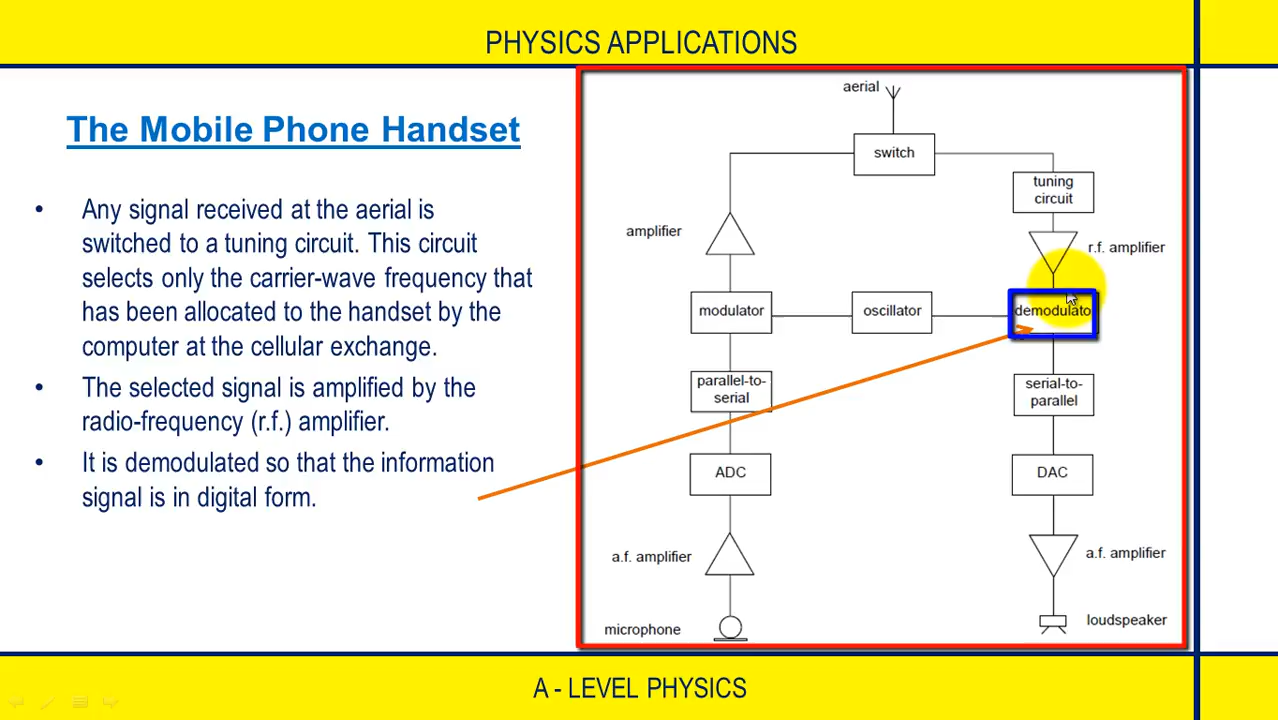 PHYSICS APPLICATIONS
The Mobile Phone Handset
• Any signal received at the aerial is
switched to a tuning circuit. This circuit
selects only the carrier-wave frequency that
has been allocated to the handset by the
computer at the cellular exchange.
• The selected signal is amplified by the
radio-frequency (r.f.) amplifier.
• It is demodulated so that the information
signal is in digital form.
aerial
switch
tuning
circuit
amplifier
r.f. amplifier
modulator
oscillator
demodulato
parallel-to-
serial
serial-to-
parallel
ADC
DAC
a.f. amplifier
a.f. amplifier
microphone
loudspeaker
A - LEVEL PHYSICS